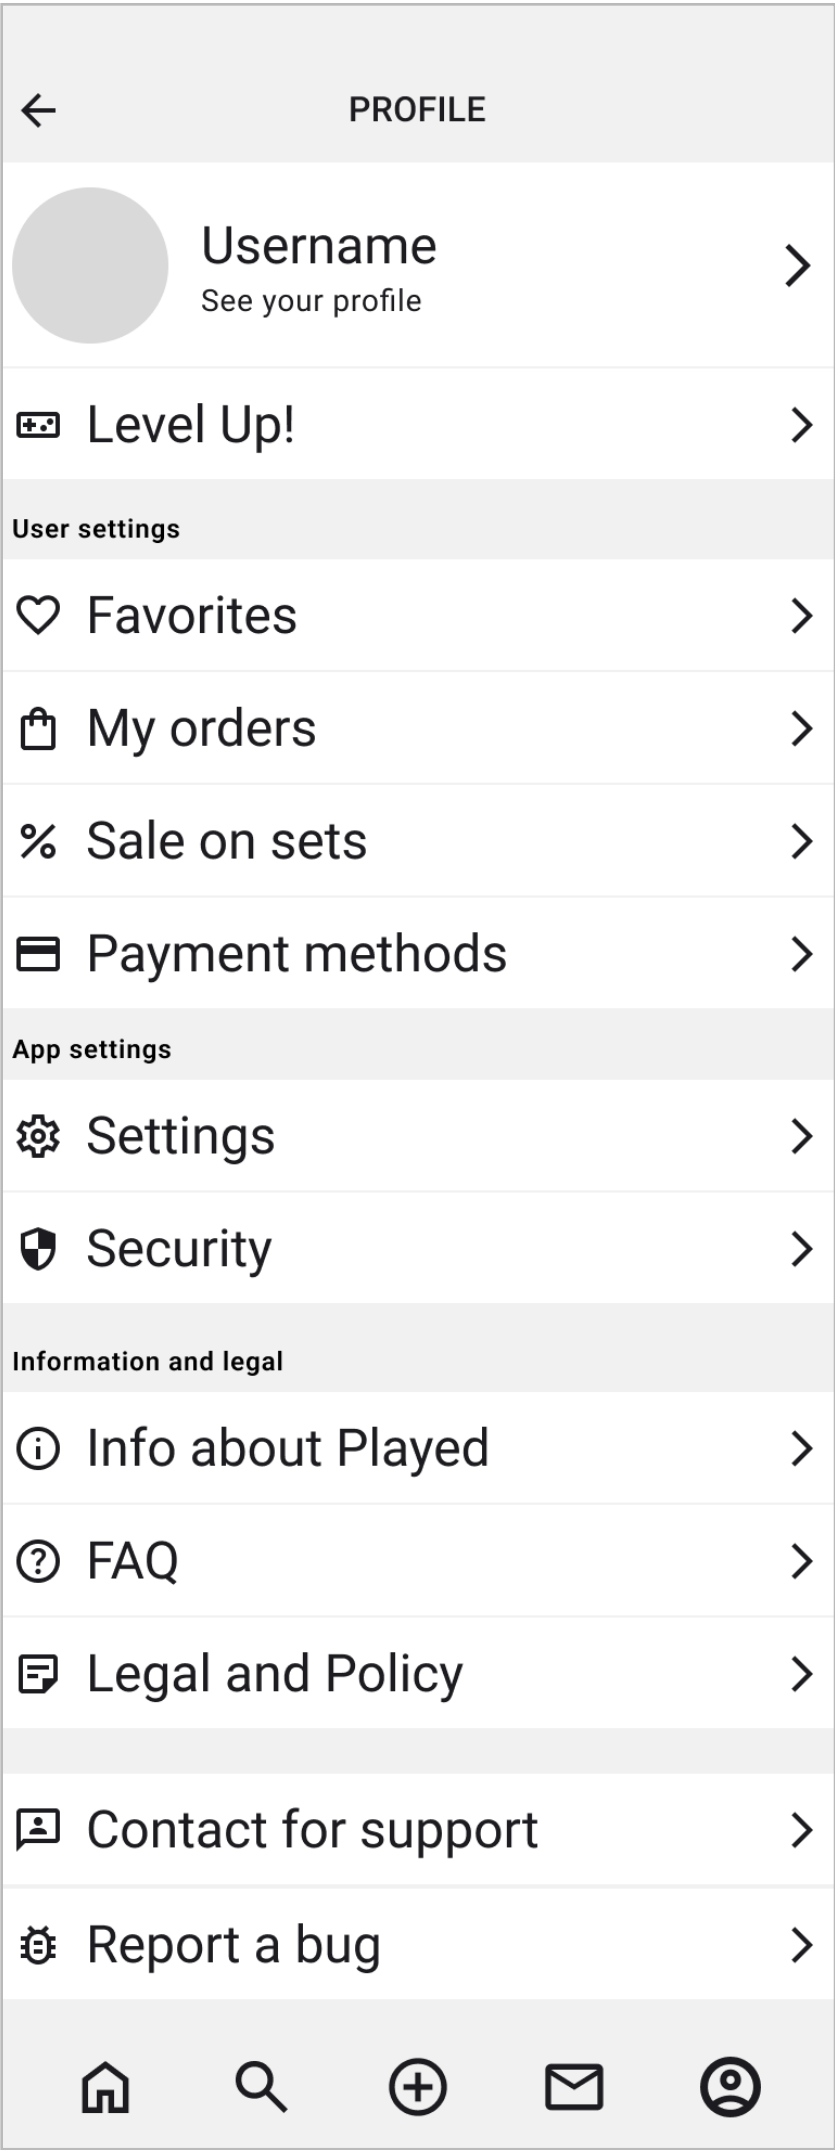 PROFILE
Username
See your profile
Level Up!
User settings
Favorites
My orders
Sale on sets
Payment methods
App settings
Settings
Security
Information and legal
Info about Played
FAQ
Legal and Policy
Contact for support
Report a bug